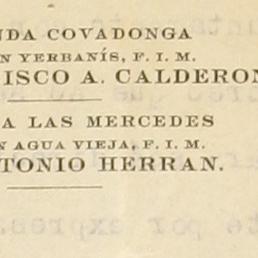 NDA COVADONGA
N YERBANÍS, F. I. M.
ISCO A. CALDERON
A LAS MERCEDES
N AGUA VIEJA, F. I. M.
TONIO HERRAN.